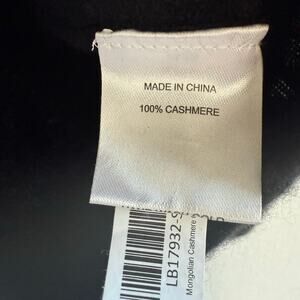 MADE IN CHINA
100% CASHMERE
LB17932-
Mongolian Cashmere